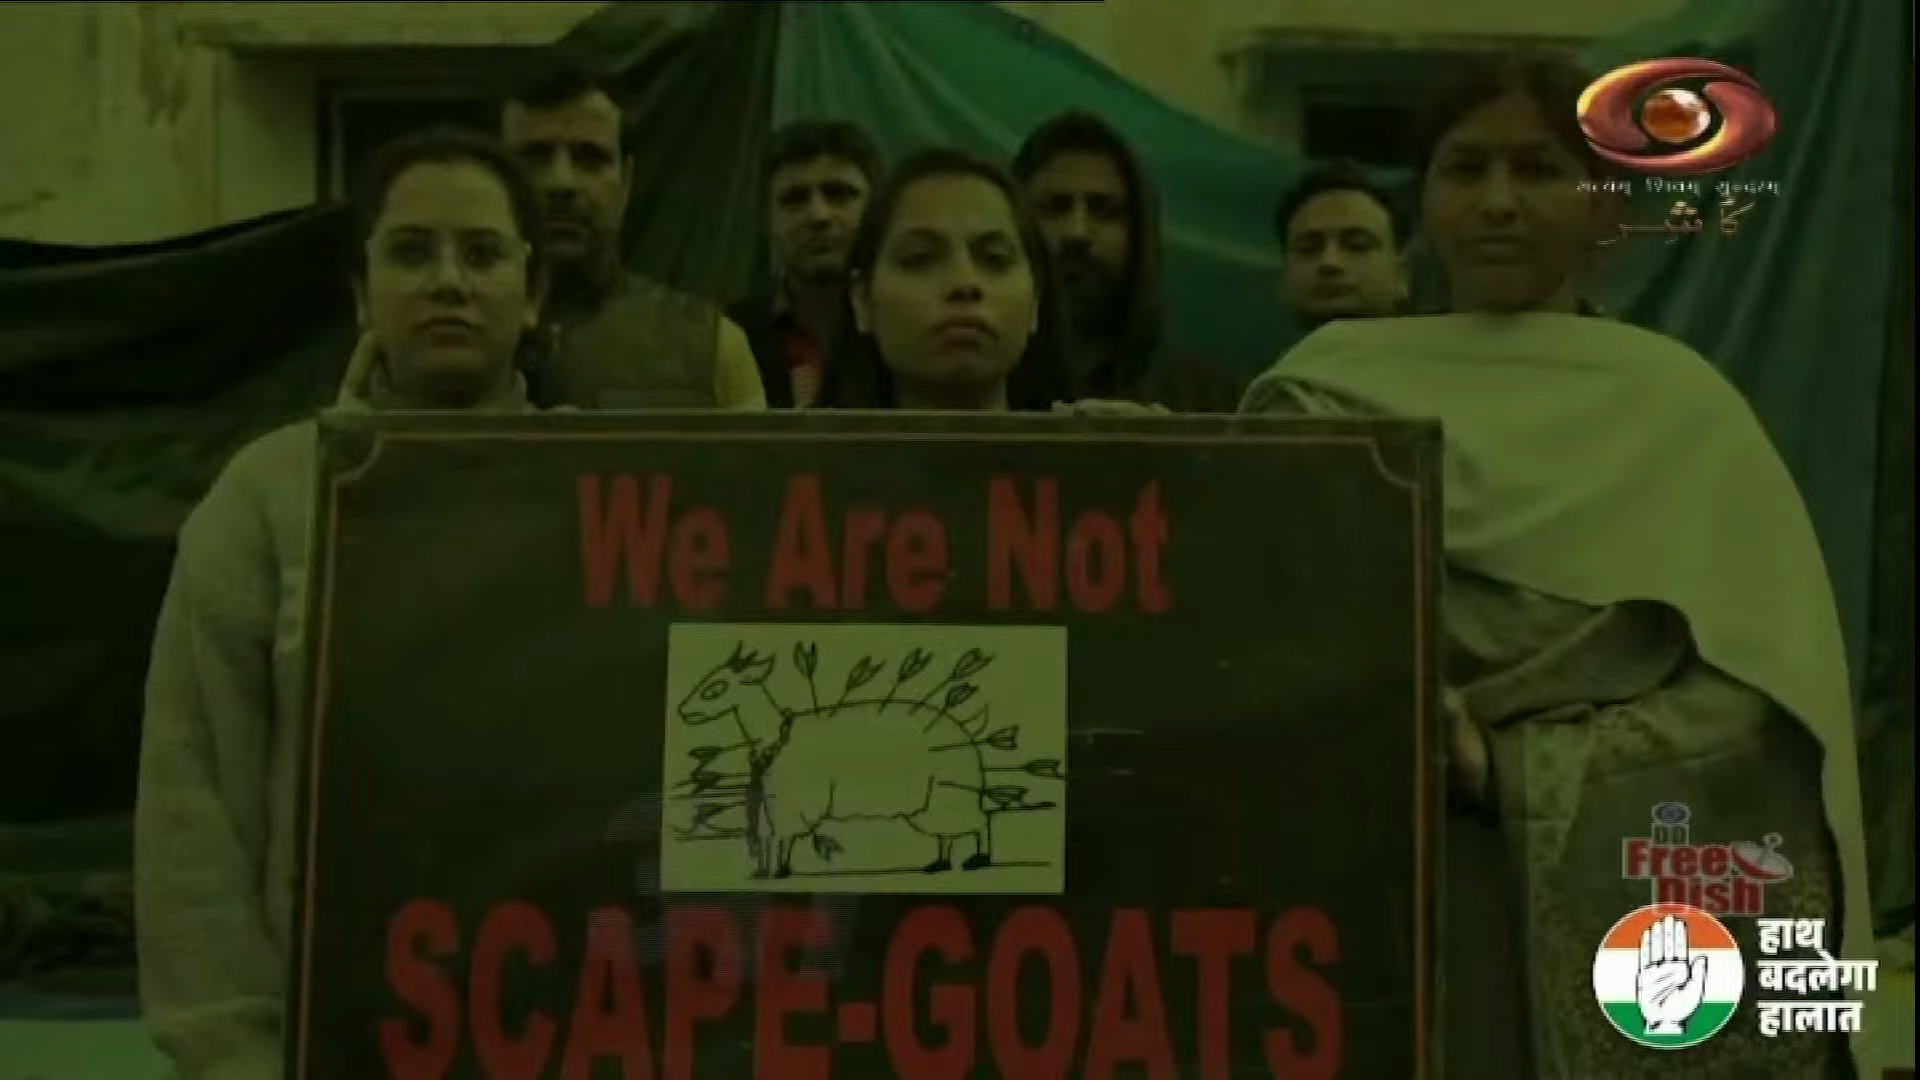 सत्यम् शिवम् सुन्दरम्
We Are Not
SCAPE-GOATS
DD
Free
Dish
हाथ
बदलेगा
हालात